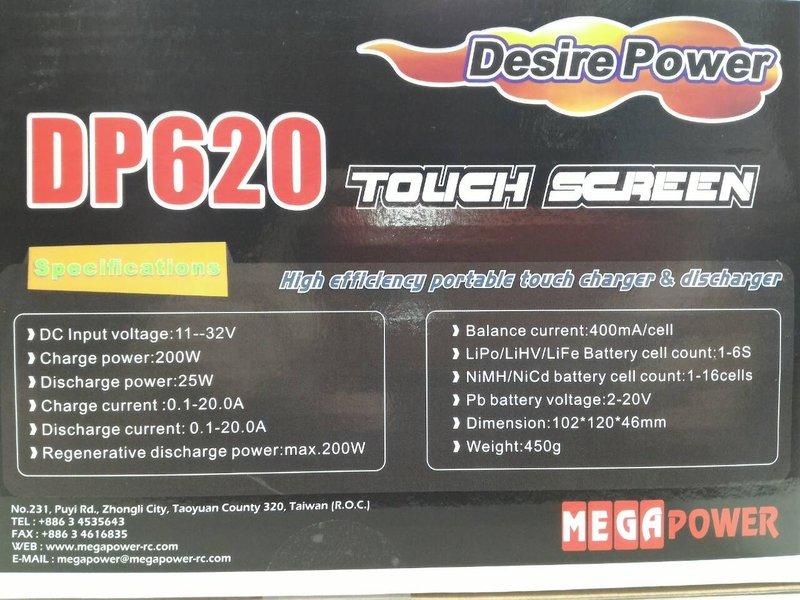 Desire Power
DP620 TOUCH SCREEN
Specifications
High efficiency portable touch charger & discharger
DC Input voltage:11--32V
Charge power:200W
Discharge power:25W
Charge current :0.1-20.0A
Discharge current: 0.1-20.0A
Regenerative discharge power:max.200W
Balance current:400mA/cell
LiPo/LiHV/LiFe Battery cell count:1-6S
NiMH/NiCd battery cell count:1-16cells
Pb battery voltage:2-20V
Dimension:102*120*46mm
Weight:450g
No.231, Puyi Rd., Zhongli City, Taoyuan County 320, Taiwan (R.O.C.)
TEL : +886 3 4535643
FAX : +886 3 4616835
WEB : www.megapower-rc.com
E-MAIL : megapower@megapower-rc.com
MEGAPOWER